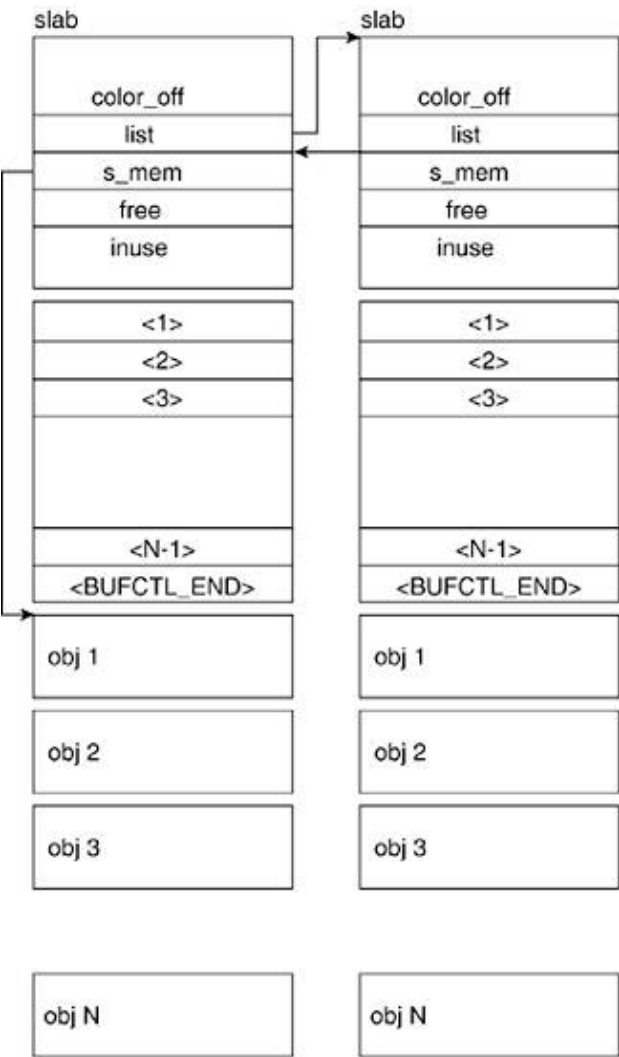 slab
color_off
list
s_mem
free
inuse
<1>
<2>
<3>
<N-1>
<BUFCTL_END>
obj 1
obj 2
obj 3
obj N
slab
color_off
list
s_mem
free
inuse
<1>
<2>
<3>
<N-1>
<BUFCTL_END>
obj 1
obj 2
obj 3
obj N